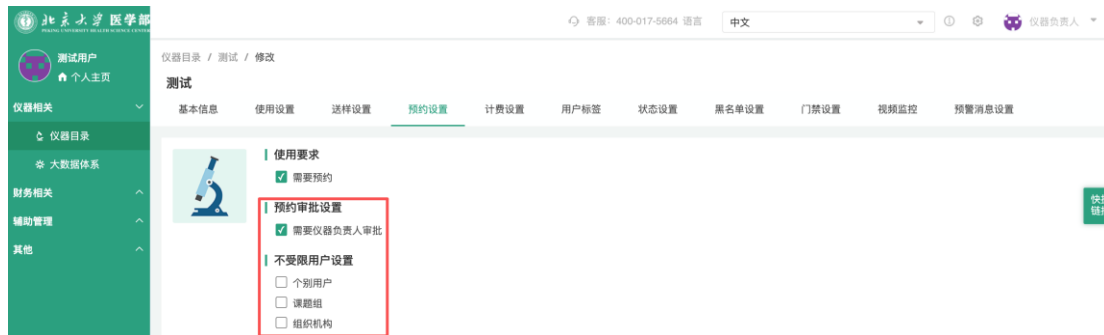 北京大学 医学部
PEKING UNIVERSITY HEALTH SCIENCE CENTER
客服：400-017-5664 语言
中文
仪器负责人
测试用户
个人主页
仪器相关
仪器目录
大数据体系
财务相关
辅助管理
其他
仪器目录 / 测试 / 修改
测试
基本信息 使用设置 送样设置 预约设置 计费设置 用户标签 状态设置 黑名单设置 门禁设置 视频监控 预警消息设置
使用要求
需要预约
预约审批设置
需要仪器负责人审批
不受限用户设置
个别用户
课题组
组织机构